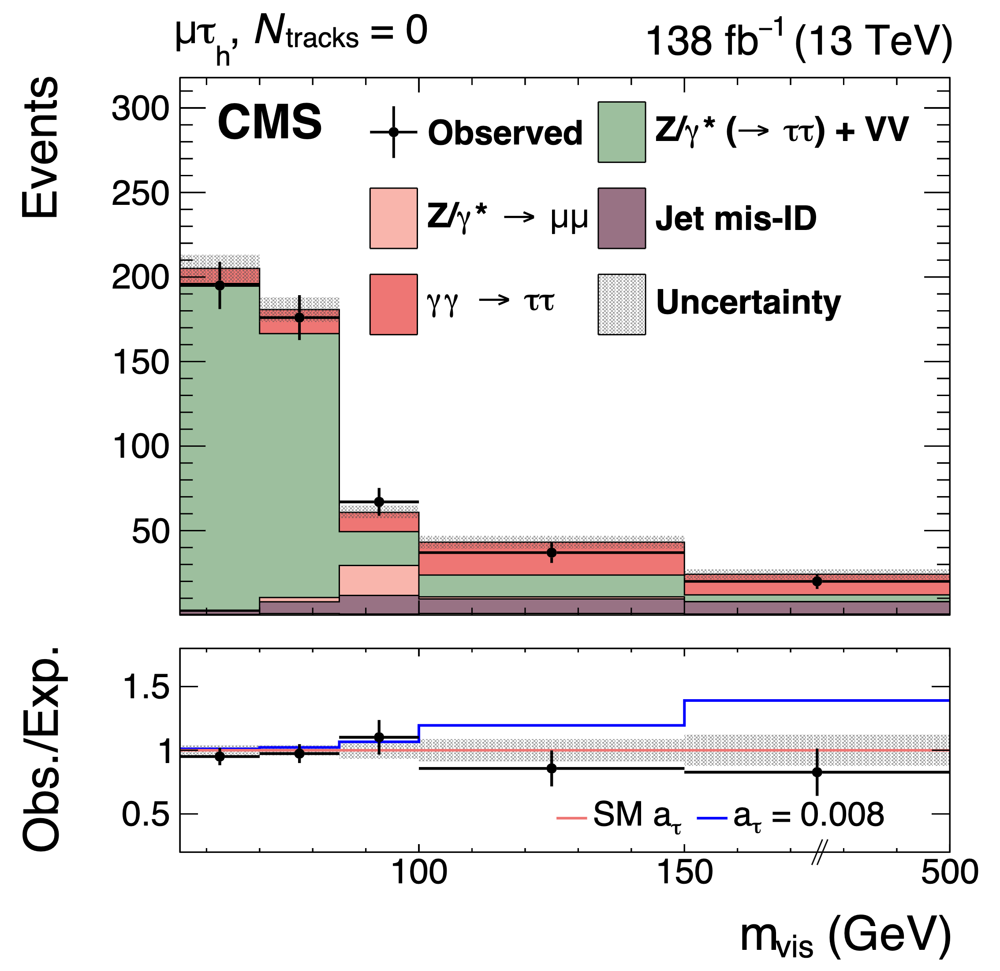 μτh, Ntracks = 0 138 fb−1 (13 TeV)
Events
300
250
200
150
100
50
CMS
Observed
Z/γ* (→ ττ) + VV
Z/γ* → μμ
Jet mis-ID
γγ → ττ
Uncertainty
Obs./Exp.
1.5
1
0.5
SM aτ
aτ = 0.008
100 150 500
mvis (GeV)